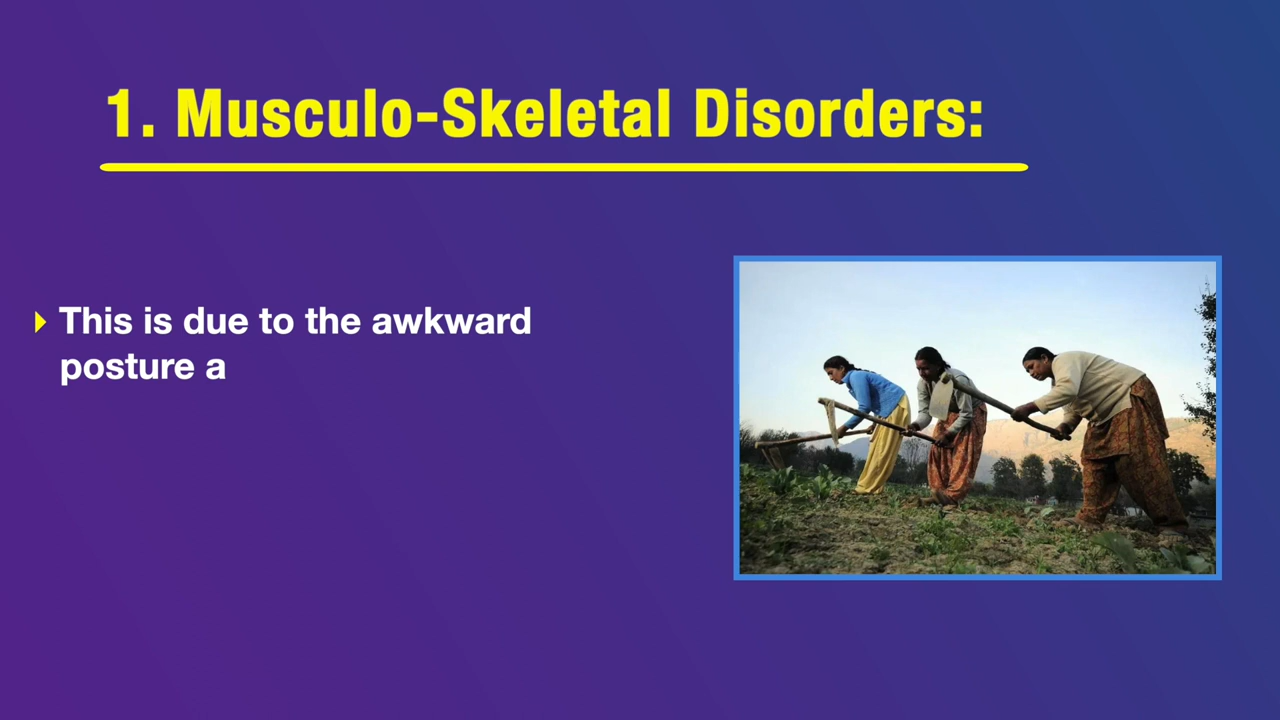 1. Musculo-Skeletal Disorders:
This is due to the awkward
posture a